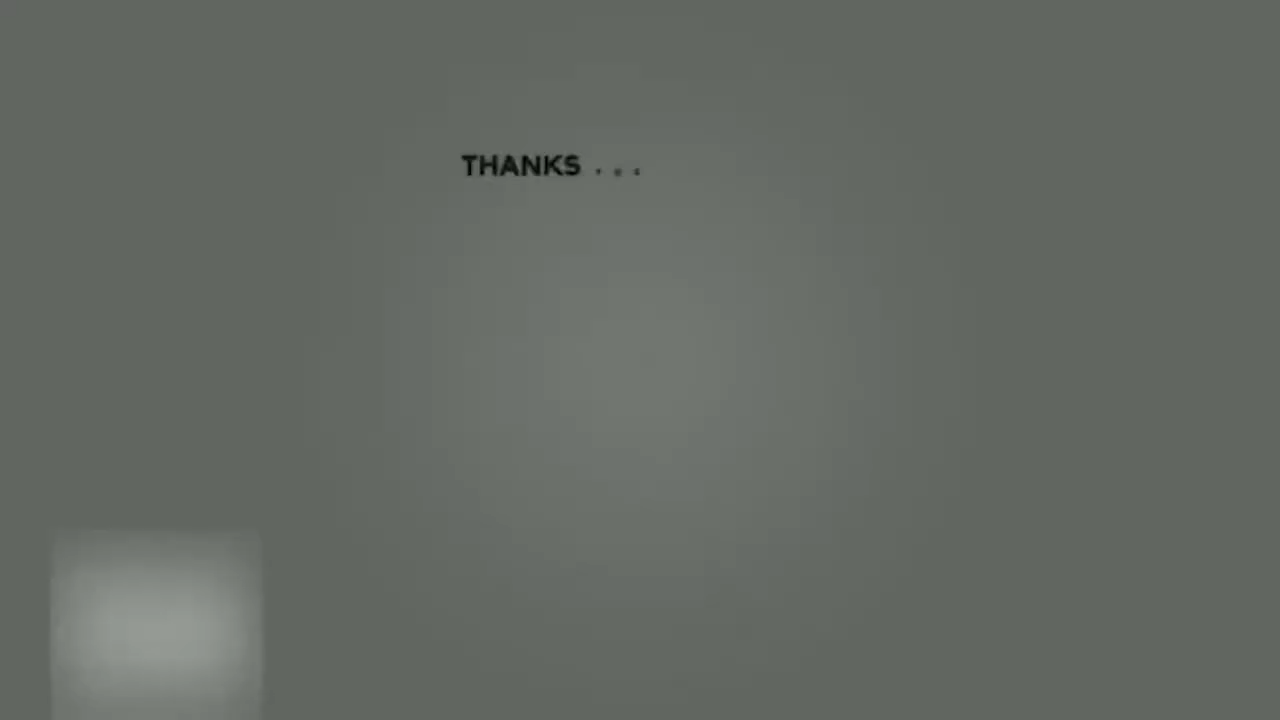 THANKS . . .